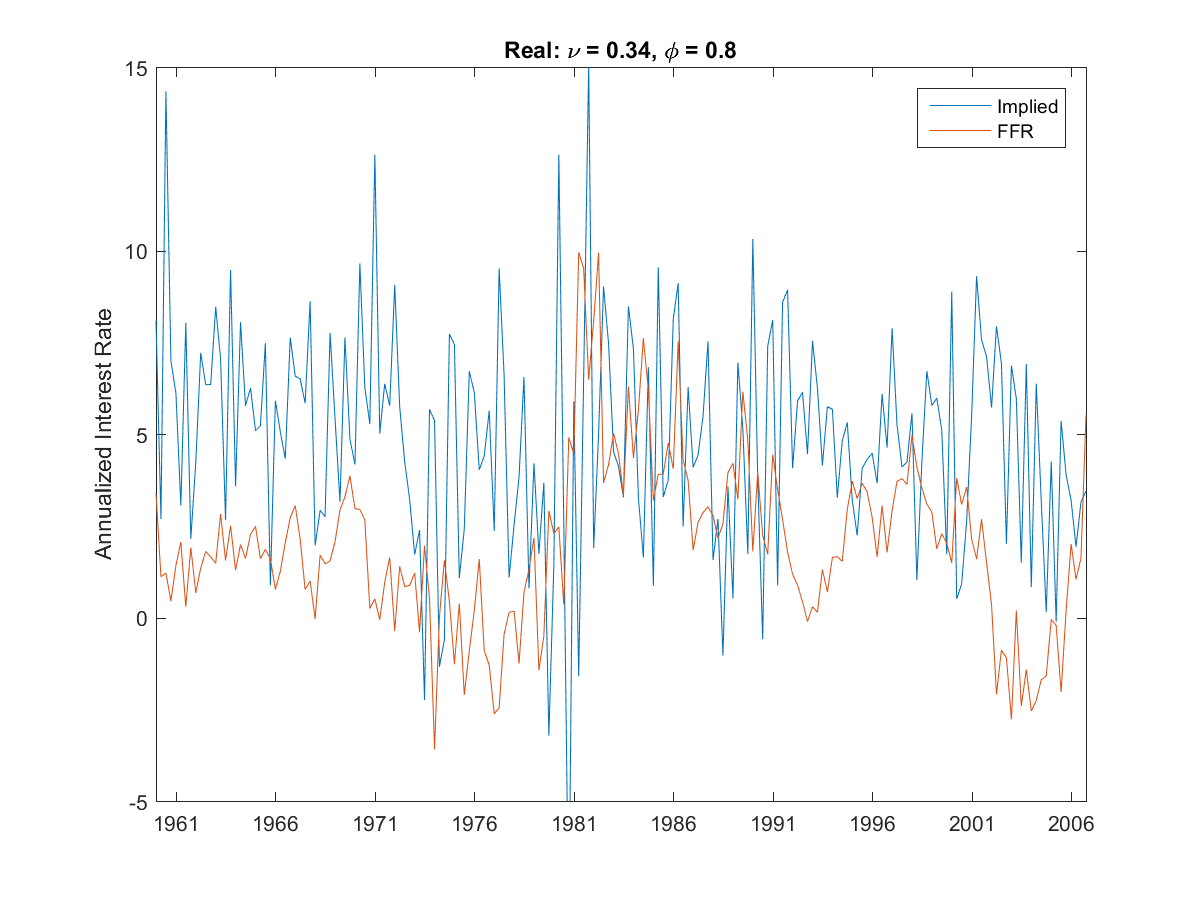 Real: ν = 0.34, ϕ = 0.8
15
10
5
0
-5
Annualized Interest Rate
Implied
FFR
1961 1966 1971 1976 1981 1986 1991 1996 2001 2006